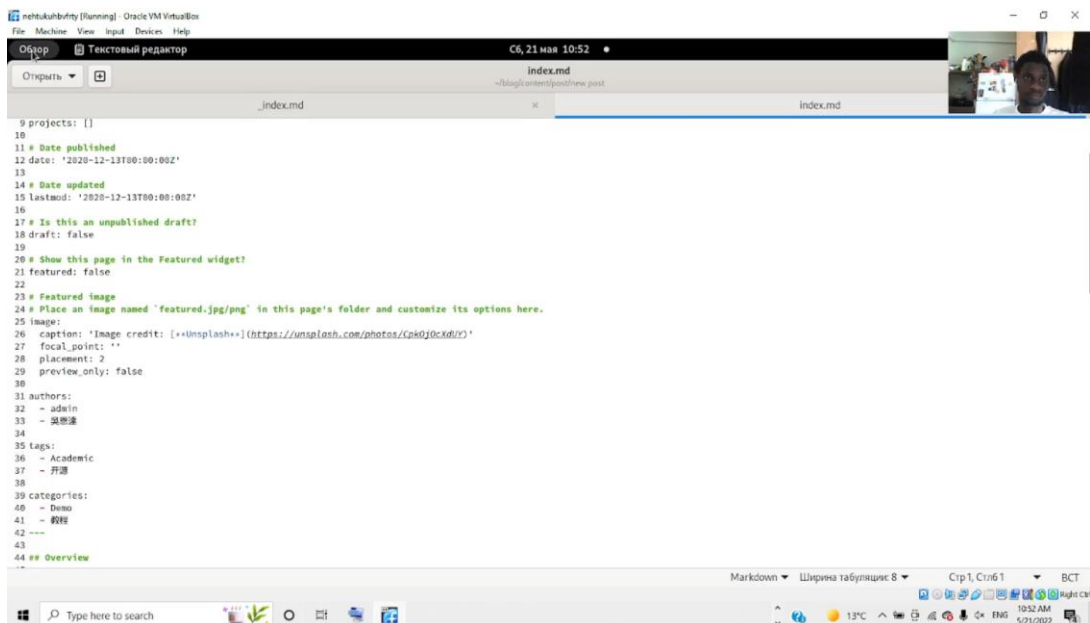 nehtukuhbvfrty [Running] - Oracle VM VirtualBox
File Machine View Input Devices Help
Обзор Текстовый редактор Сб, 21 мая 10:52
Открыть index.md
~/blog/content/post/new post
_index.md index.md
9 projects: []
10
11 # Date published
12 date: '2020-12-13T00:00:00Z'
13
14 # Date updated
15 lastmod: '2020-12-13T00:00:00Z'
16
17 # Is this an unpublished draft?
18 draft: false
19
20 # Show this page in the Featured widget?
21 featured: false
22
23 # Featured image
24 # Place an image named `featured.jpg/png` in this page's folder and customize its options here.
25 image:
26 caption: 'Image credit: [**Unsplash**](https://unsplash.com/photos/CpkOjOcXdUY)'
27 focal_point: ''
28 placement: 2
29 preview_only: false
30
31 authors:
32 - admin
33 - 吳恩達
34
35 tags:
36 - Academic
37 - 开源
38
39 categories:
40 - Demo
41 - 教程
42 ---
43
44 ## Overview
Markdown Ширина табуляции: 8 Стр 1, Стлб 1 ВСТ
Right Ctrl
Type here to search 13°C ENG 10:52 AM
5/21/2022